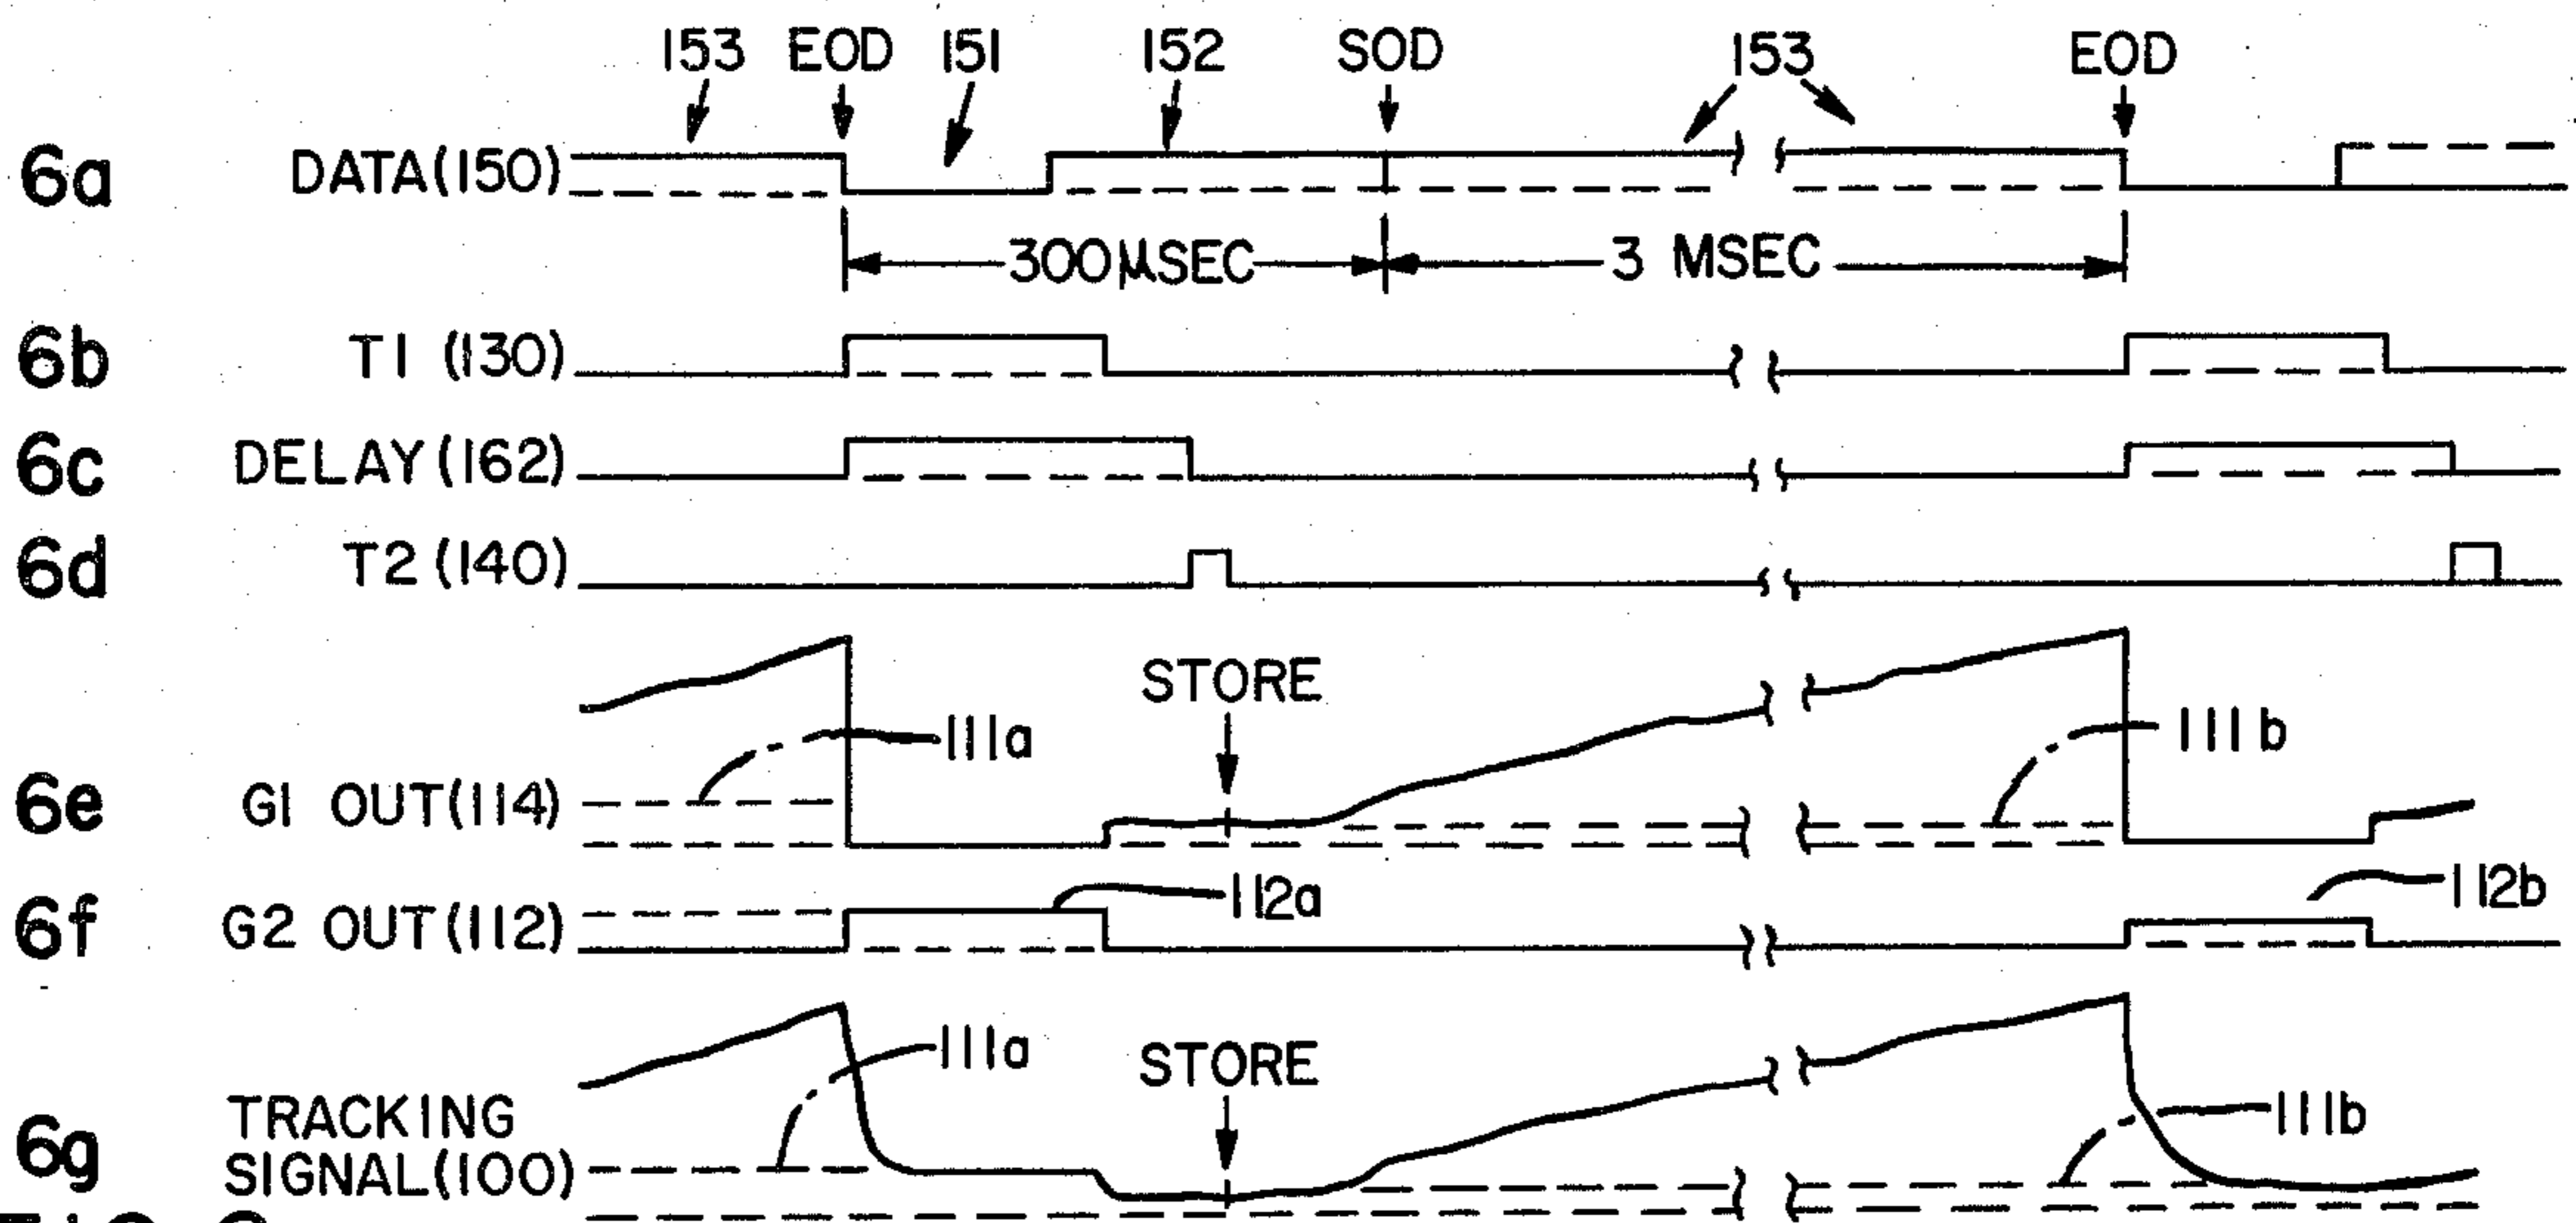 153 EOD 151 152 SOD 153 EOD
6a DATA(150)
300μSEC 3 MSEC
6b T1 (130)
6c DELAY(162)
6d T2(140)
STORE
111a 111b
6e G1 OUT(114)
112a 112b
6f G2 OUT(112)
111a STORE 111b
6g TRACKING
SIGNAL(100)